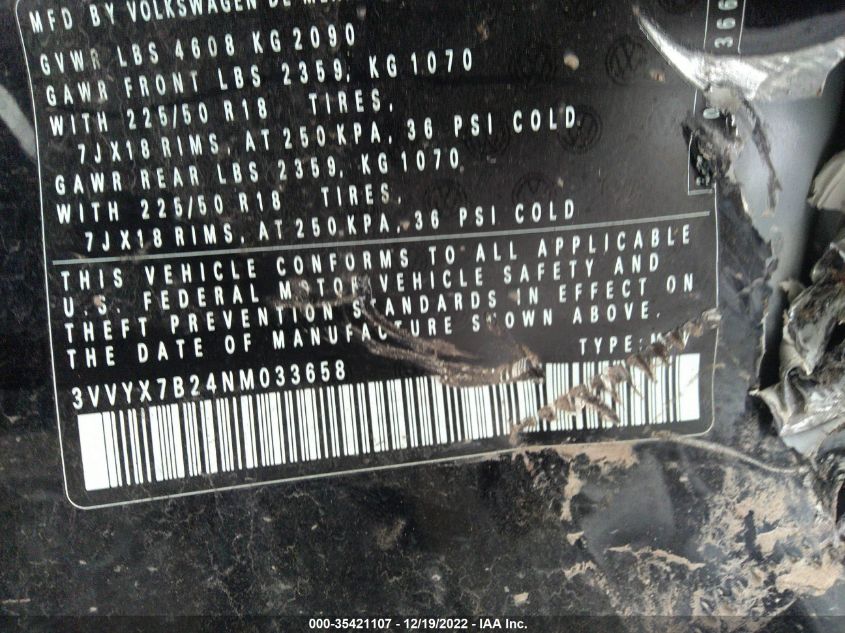 MFD BY VOLKSWAGEN DE
GVWR LBS 4608 KG 2090
GAWR FRONT LBS 2359, KG 1070
WITH 225/50 R18 TIRES,
7JX18 RIMS, AT 250 KPA, 36 PSI COLD
GAWR REAR LBS 2359, KG 1070
WITH 225/50 R18 TIRES,
7JX18 RIMS, AT 250 KPA, 36 PSI COLD
THIS VEHICLE CONFORMS TO ALL APPLICABLE
U.S. FEDERAL MOTOR VEHICLE SAFETY AND
THEFT PREVENTION STANDARDS IN EFFECT ON
THE DATE OF MANUFACTURE SHOWN ABOVE.
TYPE:
3VVYX7B24NM033658
000-35421107 - 12/19/2022 - IAA Inc.